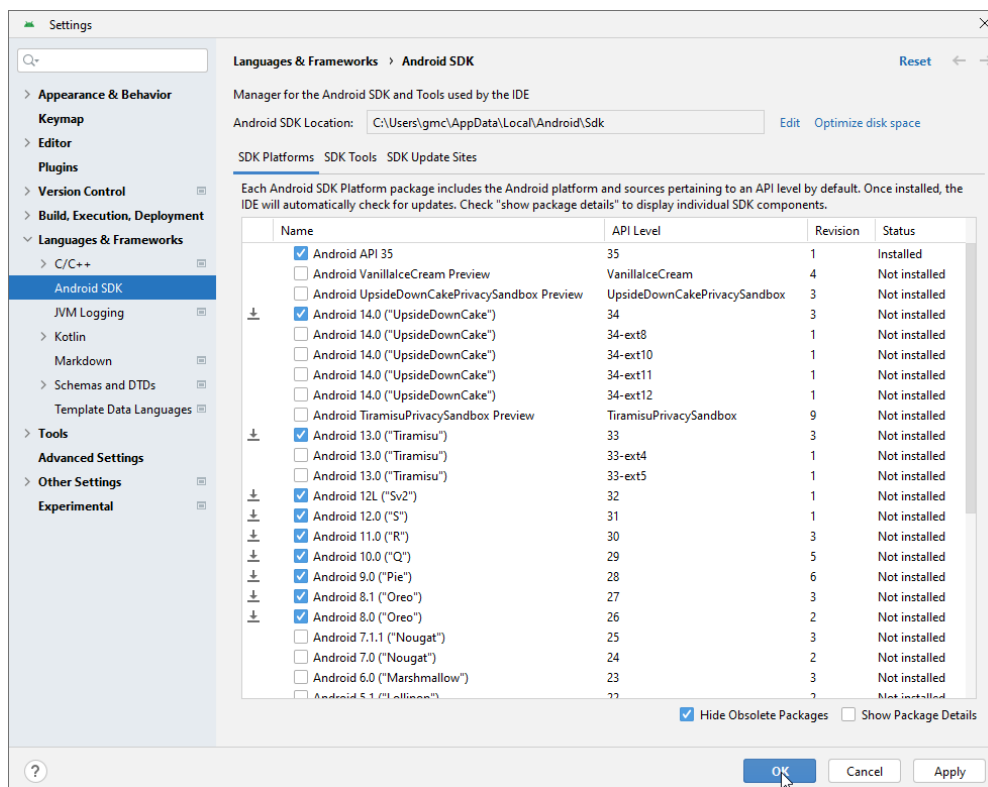 Settings
Languages & Frameworks › Android SDK Reset
Appearance & Behavior
Keymap
Editor
Plugins
Version Control
Build, Execution, Deployment
Languages & Frameworks
C/C++
Android SDK
JVM Logging
Kotlin
Markdown
Schemas and DTDs
Template Data Languages
Tools
Advanced Settings
Other Settings
Experimental
Manager for the Android SDK and Tools used by the IDE
Android SDK Location: C:\Users\gmc\AppData\Local\Android\Sdk Edit Optimize disk space
SDK Platforms SDK Tools SDK Update Sites
Each Android SDK Platform package includes the Android platform and sources pertaining to an API level by default. Once installed, the
IDE will automatically check for updates. Check "show package details" to display individual SDK components.
Name API Level Revision Status
Android API 35 35 1 Installed
Android VanillaIceCream Preview VanillaIceCream 4 Not installed
Android UpsideDownCakePrivacySandbox Preview UpsideDownCakePrivacySandbox 3 Not installed
Android 14.0 ("UpsideDownCake") 34 3 Not installed
Android 14.0 ("UpsideDownCake") 34-ext8 1 Not installed
Android 14.0 ("UpsideDownCake") 34-ext10 1 Not installed
Android 14.0 ("UpsideDownCake") 34-ext11 1 Not installed
Android 14.0 ("UpsideDownCake") 34-ext12 1 Not installed
Android TiramisuPrivacySandbox Preview TiramisuPrivacySandbox 9 Not installed
Android 13.0 ("Tiramisu") 33 3 Not installed
Android 13.0 ("Tiramisu") 33-ext4 1 Not installed
Android 13.0 ("Tiramisu") 33-ext5 1 Not installed
Android 12L ("Sv2") 32 1 Not installed
Android 12.0 ("S") 31 1 Not installed
Android 11.0 ("R") 30 3 Not installed
Android 10.0 ("Q") 29 5 Not installed
Android 9.0 ("Pie") 28 6 Not installed
Android 8.1 ("Oreo") 27 3 Not installed
Android 8.0 ("Oreo") 26 2 Not installed
Android 7.1.1 ("Nougat") 25 3 Not installed
Android 7.0 ("Nougat") 24 2 Not installed
Android 6.0 ("Marshmallow") 23 3 Not installed
Android 5.1 ("Lollipop") 22 2 Not installed
Hide Obsolete Packages Show Package Details
? OK Cancel Apply